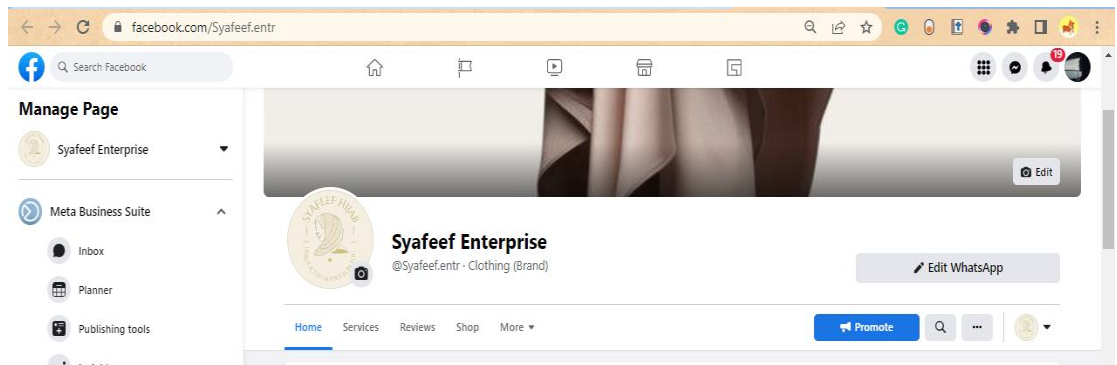 facebook.com/Syafeef.entr
Search Facebook
19
Manage Page
Syafeef Enterprise
Meta Business Suite
Inbox
Planner
Publishing tools
Edit
SYAFEEF HIJAB
Syafeef Enterprise
@Syafeef.entr · Clothing (Brand)
Edit WhatsApp
Home Services Reviews Shop More
Promote